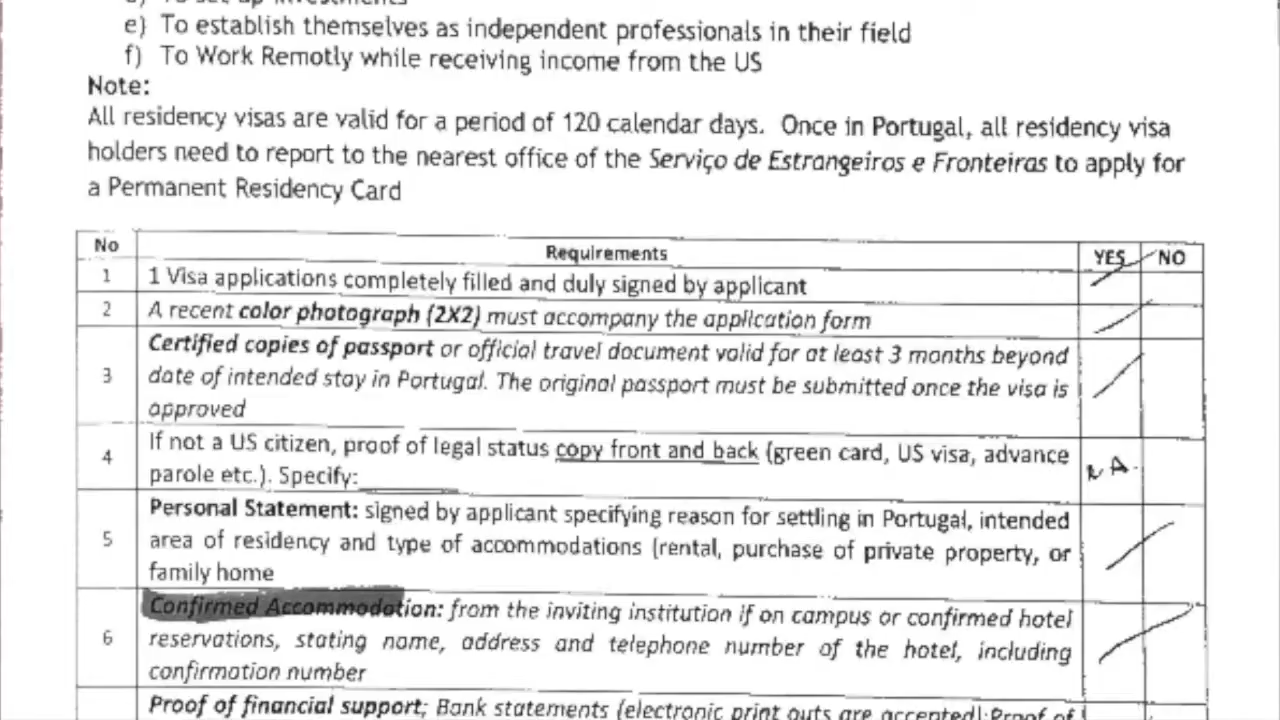 d) To set up investments
e) To establish themselves as independent professionals in their field
f) To Work Remotly while receiving income from the US
Note:
All residency visas are valid for a period of 120 calendar days. Once in Portugal, all residency visa
holders need to report to the nearest office of the Serviço de Estrangeiros e Fronteiras to apply for
a Permanent Residency Card
No Requirements YES NO
1 1 Visa applications completely filled and duly signed by applicant
2 A recent color photograph (2X2) must accompany the application form
Certified copies of passport or official travel document valid for at least 3 months beyond
3 date of intended stay in Portugal. The original passport must be submitted once the visa is
approved
If not a US citizen, proof of legal status copy front and back (green card, US visa, advance
4 parole etc.). Specify:
Personal Statement: signed by applicant specifying reason for settling in Portugal, intended
5 area of residency and type of accommodations (rental, purchase of private property, or
family home
Confirmed Accommodation: from the inviting institution if on campus or confirmed hotel
6 reservations, stating name, address and telephone number of the hotel, including
confirmation number
Proof of financial support; Bank statements (electronic print outs are accepted);Proof of